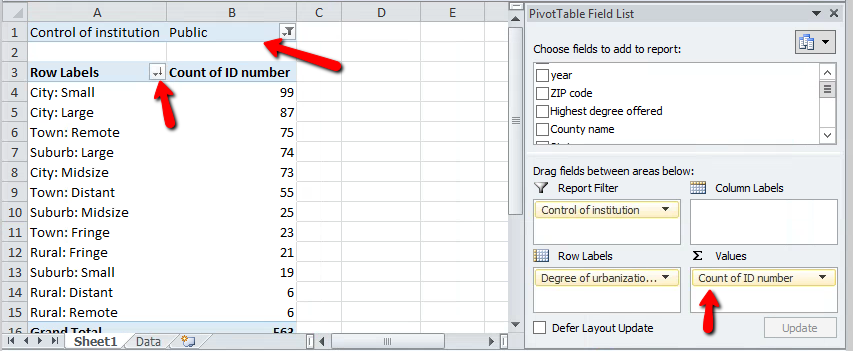 A B C D E
1 Control of institution Public
2
3 Row Labels Count of ID number
4 City: Small 99
5 City: Large 87
6 Town: Remote 75
7 Suburb: Large 74
8 City: Midsize 73
9 Town: Distant 55
10 Suburb: Midsize 25
11 Town: Fringe 23
12 Rural: Fringe 21
13 Suburb: Small 19
14 Rural: Distant 6
15 Rural: Remote 6
16 Grand Total 563
Sheet1 Data
PivotTable Field List
Choose fields to add to report:
year
ZIP code
Highest degree offered
County name
Drag fields between areas below:
Report Filter
Column Labels
Control of institution
Row Labels
Σ Values
Degree of urbanizatio...
Count of ID number
Defer Layout Update
Update